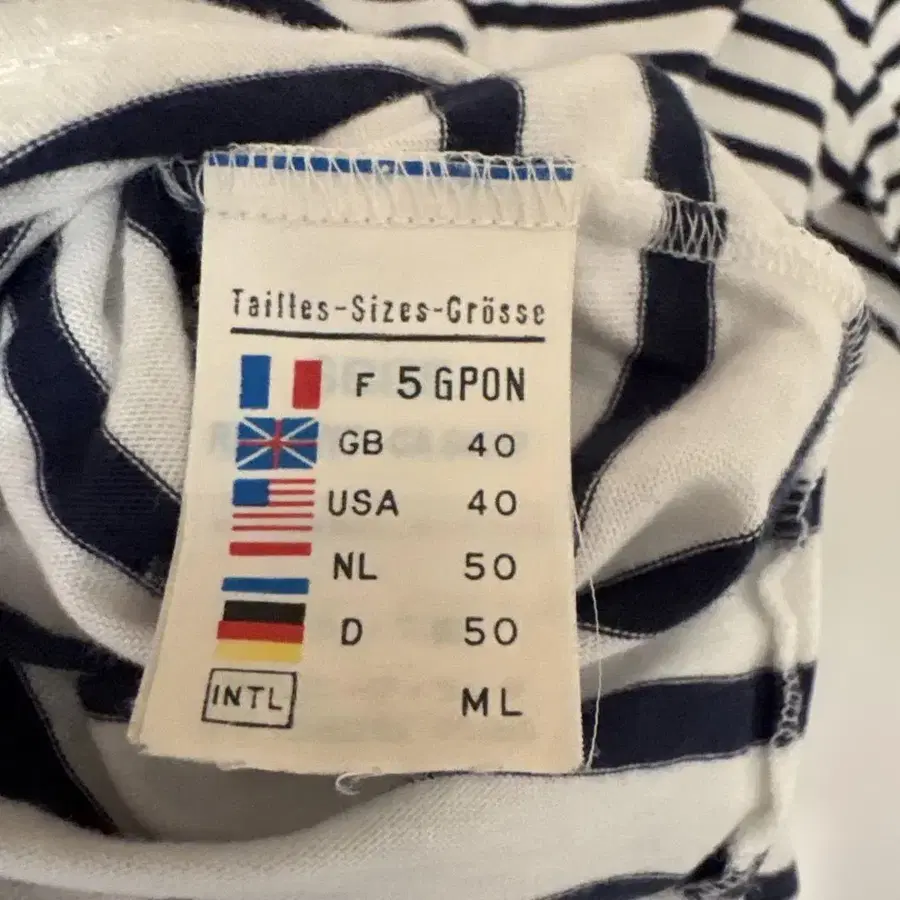 Tailles-Sizes-Grösse
F 5 GPON
GB 40
USA 40
NL 50
D 50
INTL ML